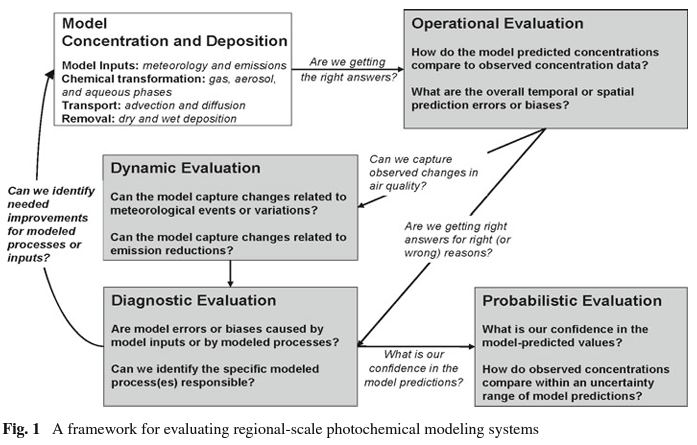 Model
Concentration and Deposition
Model Inputs: meteorology and emissions
Chemical transformation: gas, aerosol,
and aqueous phases
Transport: advection and diffusion
Removal: dry and wet deposition
Are we getting
the right answers?
Operational Evaluation
How do the model predicted concentrations
compare to observed concentration data?
What are the overall temporal or spatial
prediction errors or biases?
Can we capture
observed changes in
air quality?
Dynamic Evaluation
Can the model capture changes related to
meteorological events or variations?
Can the model capture changes related to
emission reductions?
Can we identify
needed
improvements
for modeled
processes or
inputs?
Are we getting right
answers for right (or
wrong) reasons?
Diagnostic Evaluation
Are model errors or biases caused by
model inputs or by modeled processes?
Can we identify the specific modeled
process(es) responsible?
What is our
confidence in the
model predictions?
Probabilistic Evaluation
What is our confidence in the
model-predicted values?
How do observed concentrations
compare within an uncertainty
range of model predictions?
Fig. 1 A framework for evaluating regional-scale photochemical modeling systems